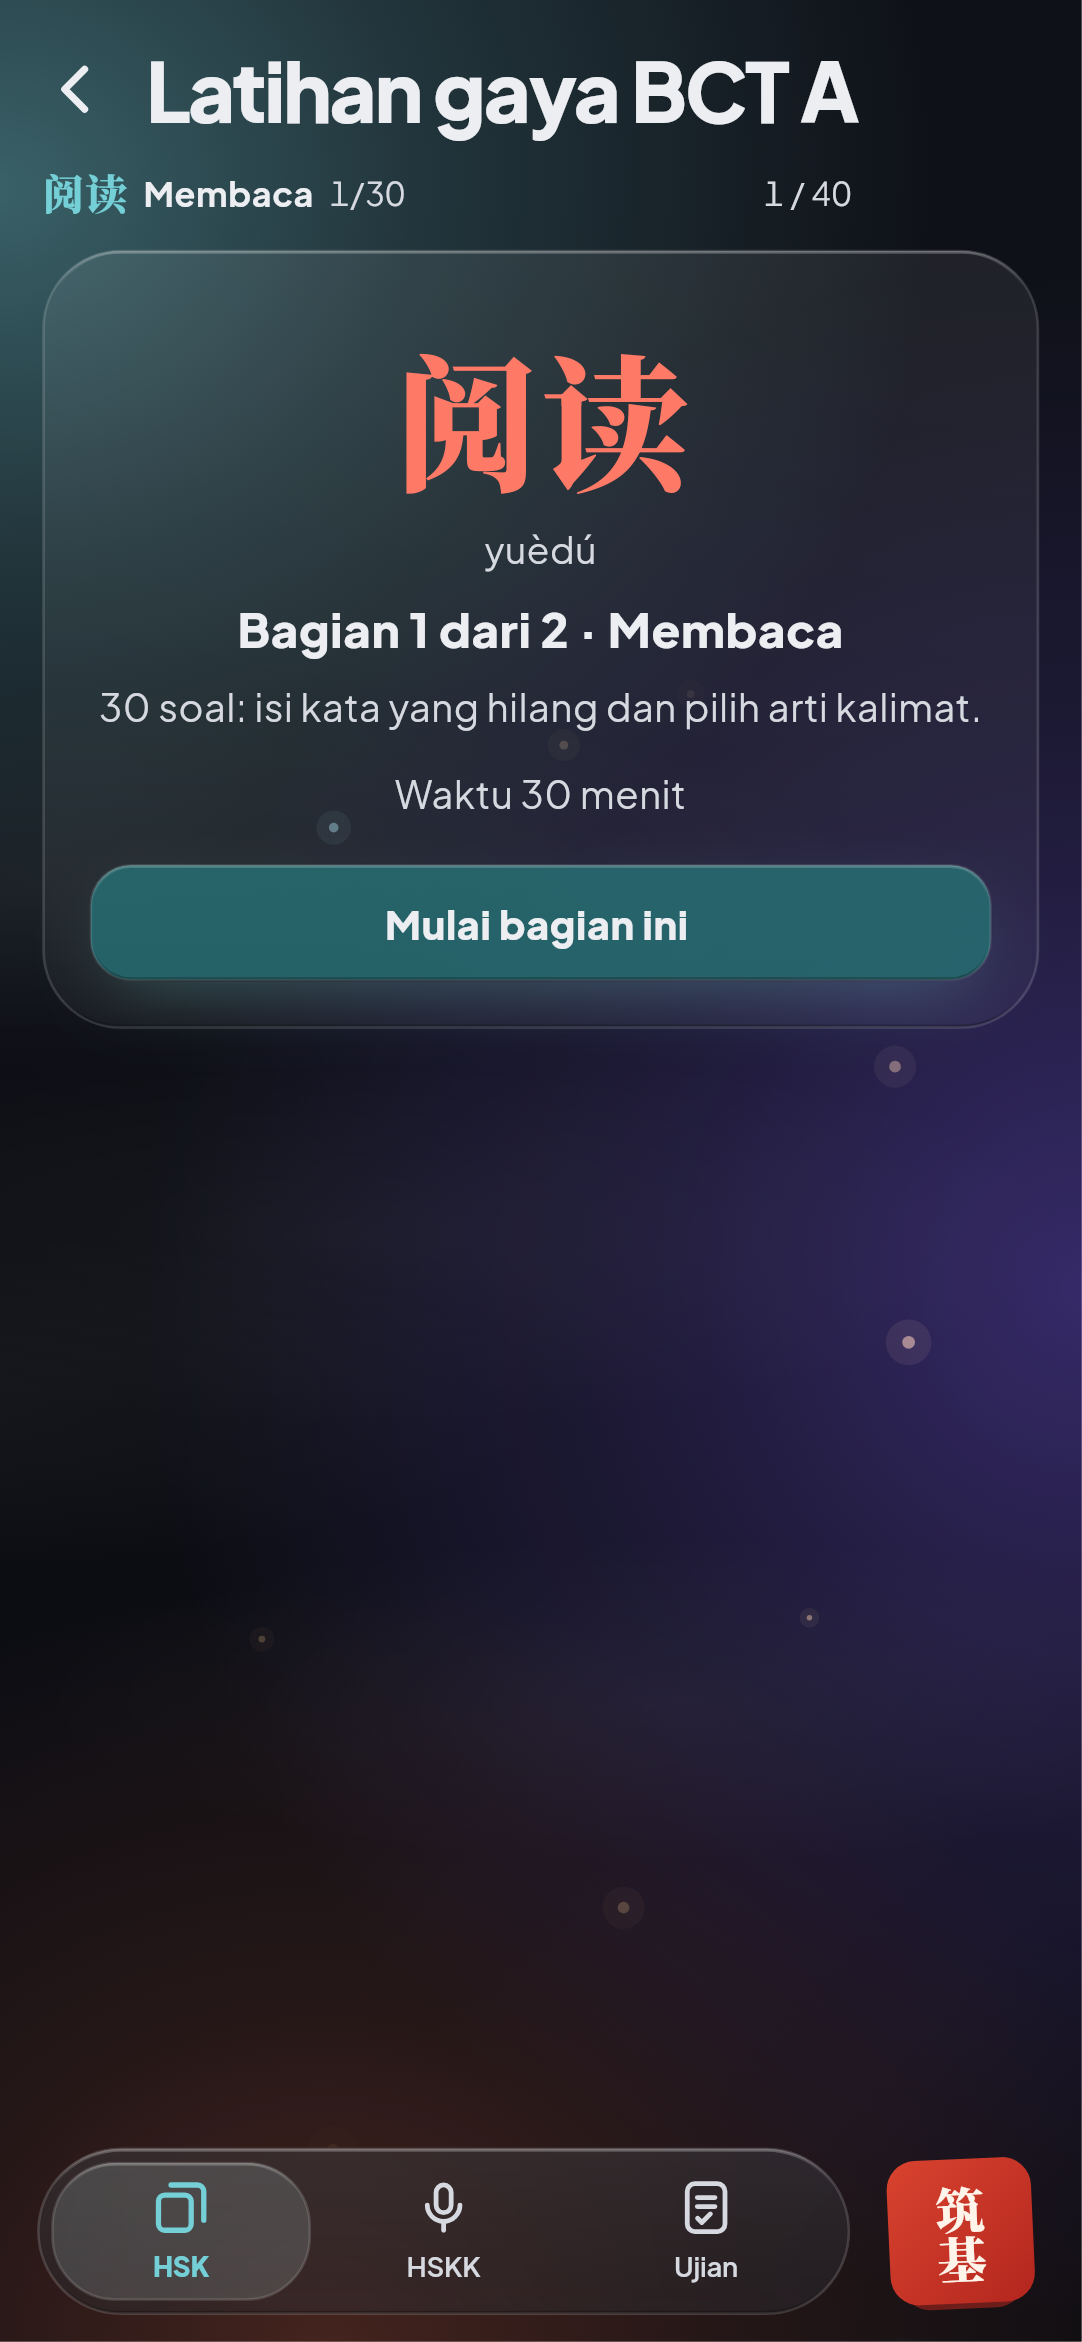 Latihan gaya BCT A
阅读 Membaca 1/30 1 / 40
阅读
yuèdú
Bagian 1 dari 2 · Membaca
30 soal: isi kata yang hilang dan pilih arti kalimat.
Waktu 30 menit
Mulai bagian ini
HSK HSKK Ujian
筑
基